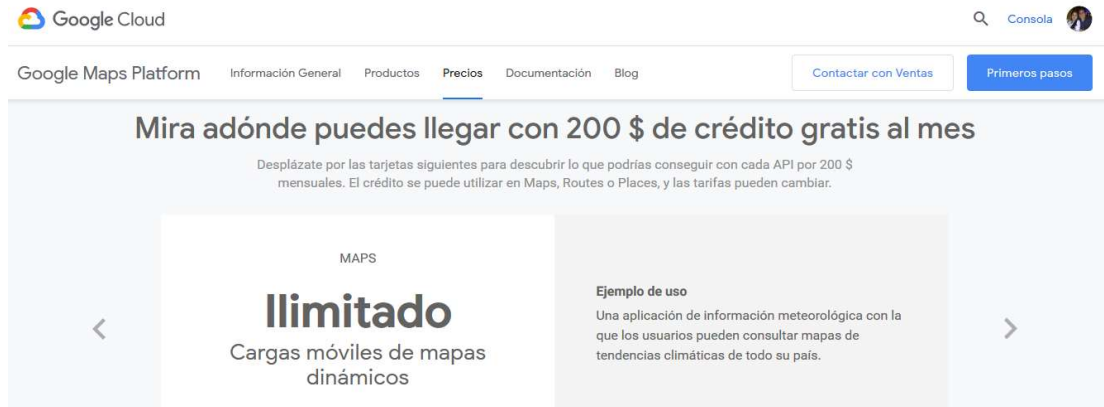 Google Cloud
Consola
Google Maps Platform
Información General
Productos
Precios
Documentación
Blog
Contactar con Ventas
Primeros pasos
Mira adónde puedes llegar con 200 $ de crédito gratis al mes
Desplázate por las tarjetas siguientes para descubrir lo que podrías conseguir con cada API por 200 $
mensuales. El crédito se puede utilizar en Maps, Routes o Places, y las tarifas pueden cambiar.
MAPS
Ilimitado
Cargas móviles de mapas
dinámicos
Ejemplo de uso
Una aplicación de información meteorológica con la
que los usuarios pueden consultar mapas de
tendencias climáticas de todo su país.